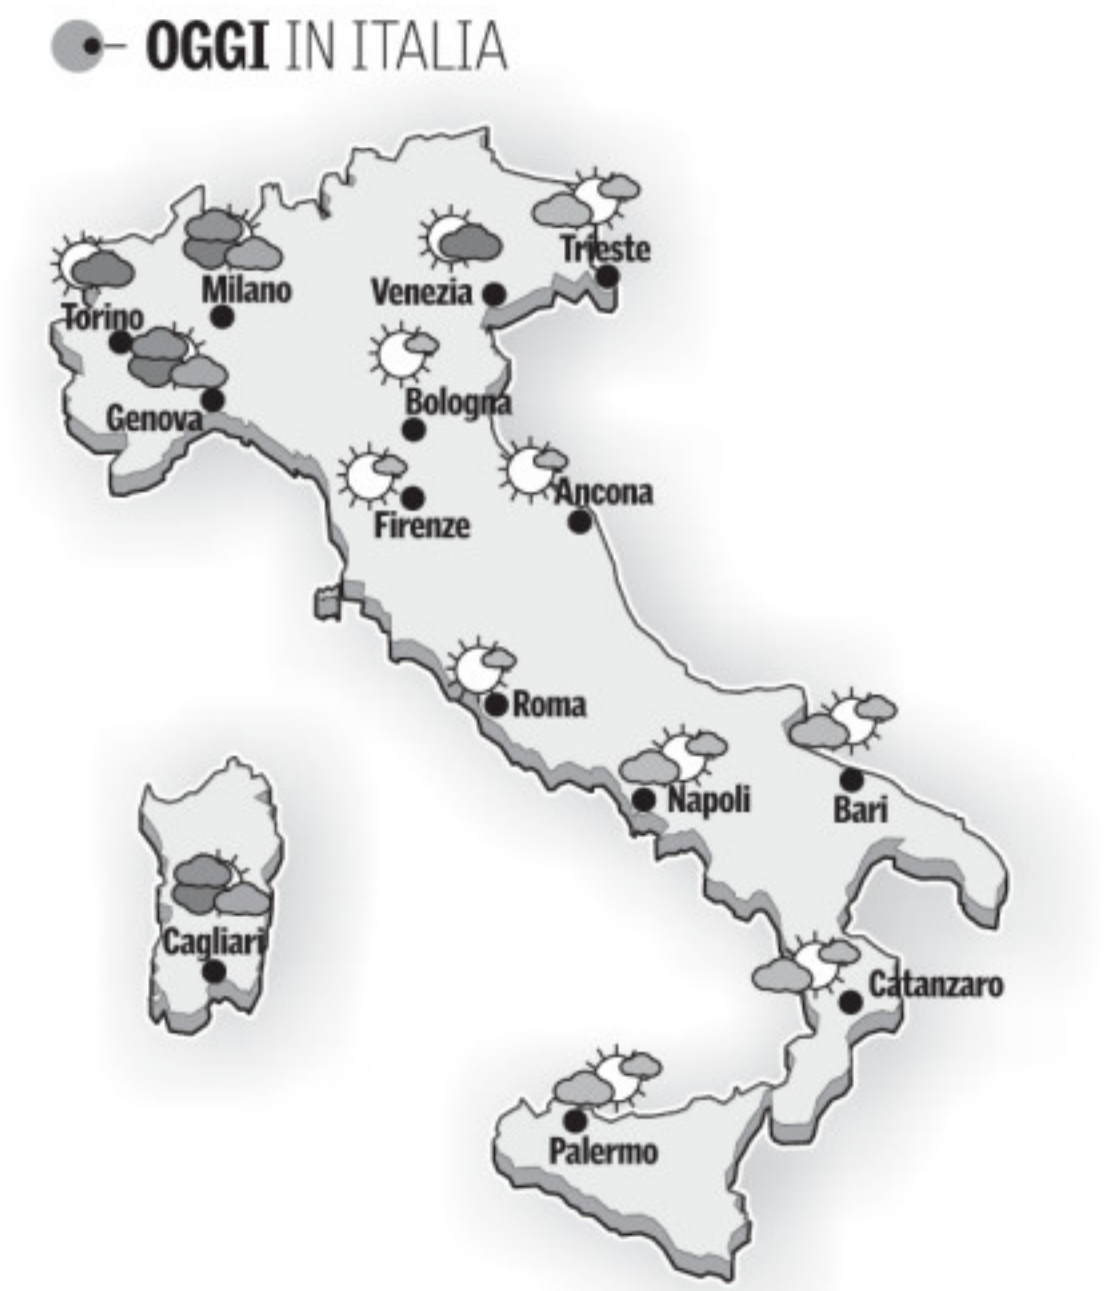 OGGI IN ITALIA
Trieste
Milano
Venezia
Torino
Bologna
Genova
Ancona
Firenze
Roma
Napoli
Bari
Cagliari
Catanzaro
Palermo